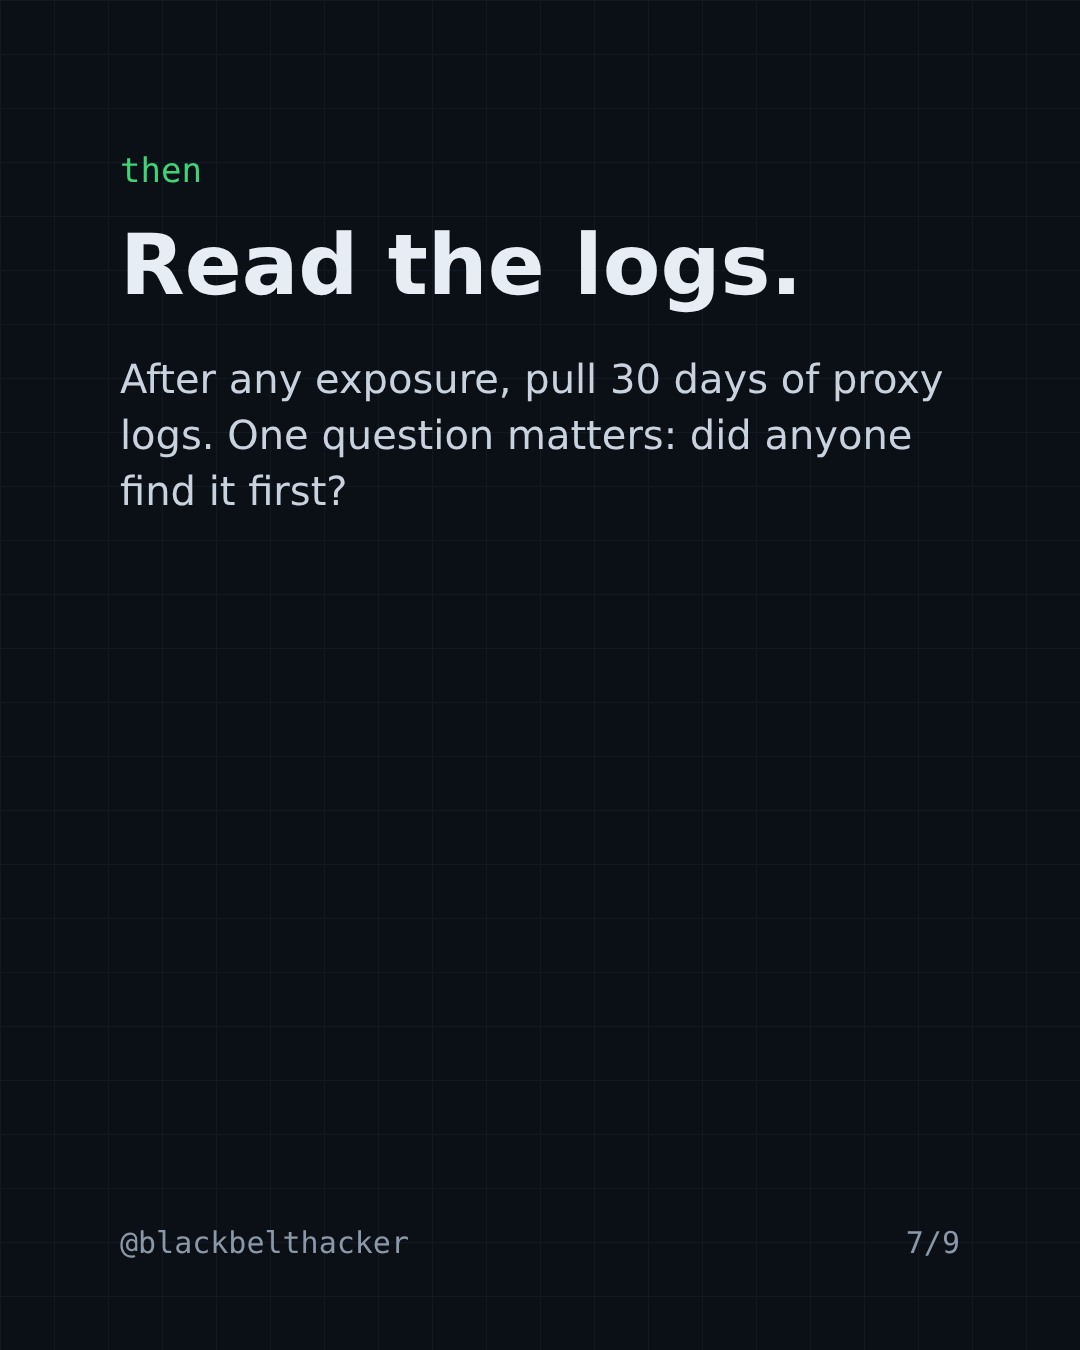 then
Read the logs.
After any exposure, pull 30 days of proxy
logs. One question matters: did anyone
find it first?
@blackbelthacker
7/9